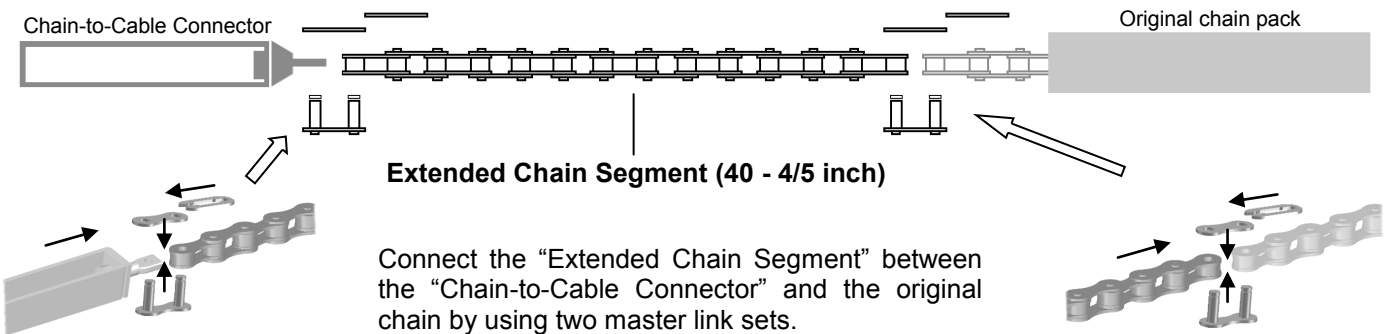 Chain-to-Cable Connector
Original chain pack
Extended Chain Segment (40 - 4/5 inch)
Connect the “Extended Chain Segment” between
the “Chain-to-Cable Connector” and the original
chain by using two master link sets.